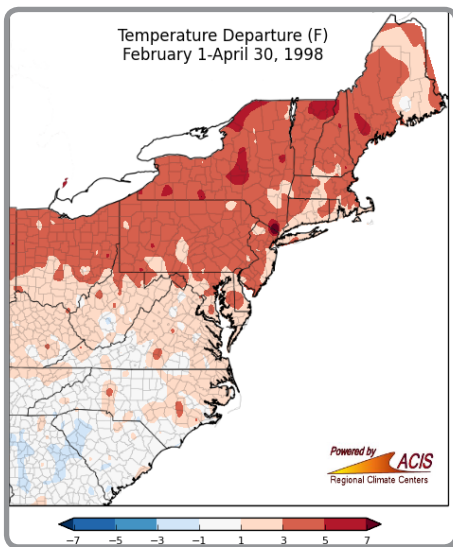 Temperature Departure (F)
February 1-April 30, 1998
Powered by
ACIS
Regional Climate Centers
−7 −5 −3 −1 1 3 5 7